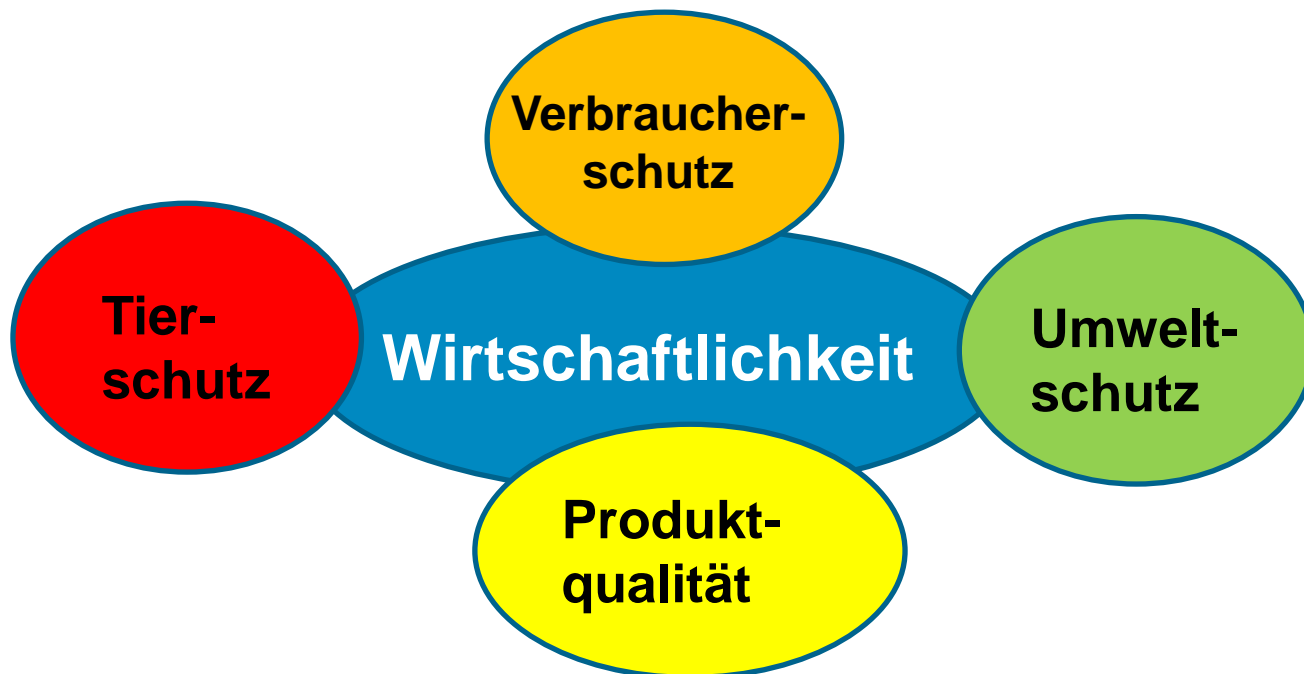 Verbraucher-
schutz
Tier-
schutz
Wirtschaftlichkeit
Umwelt-
schutz
Produkt-
qualität